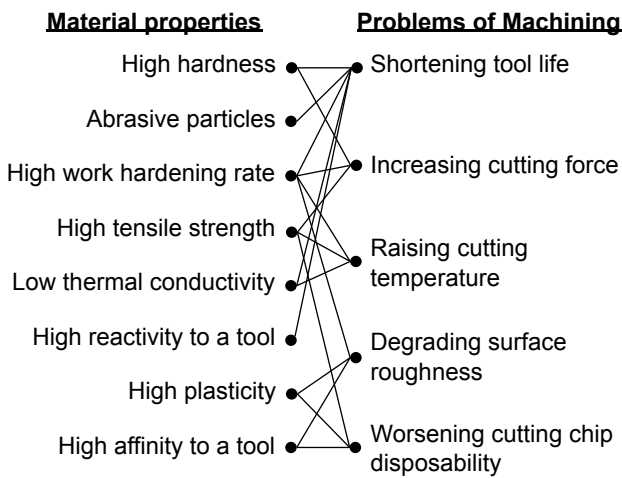 Material properties
High hardness
Abrasive particles
High work hardening rate
High tensile strength
Low thermal conductivity
High reactivity to a tool
High plasticity
High affinity to a tool
Problems of Machining
Shortening tool life
Increasing cutting force
Raising cutting
temperature
Degrading surface
roughness
Worsening cutting chip
disposability